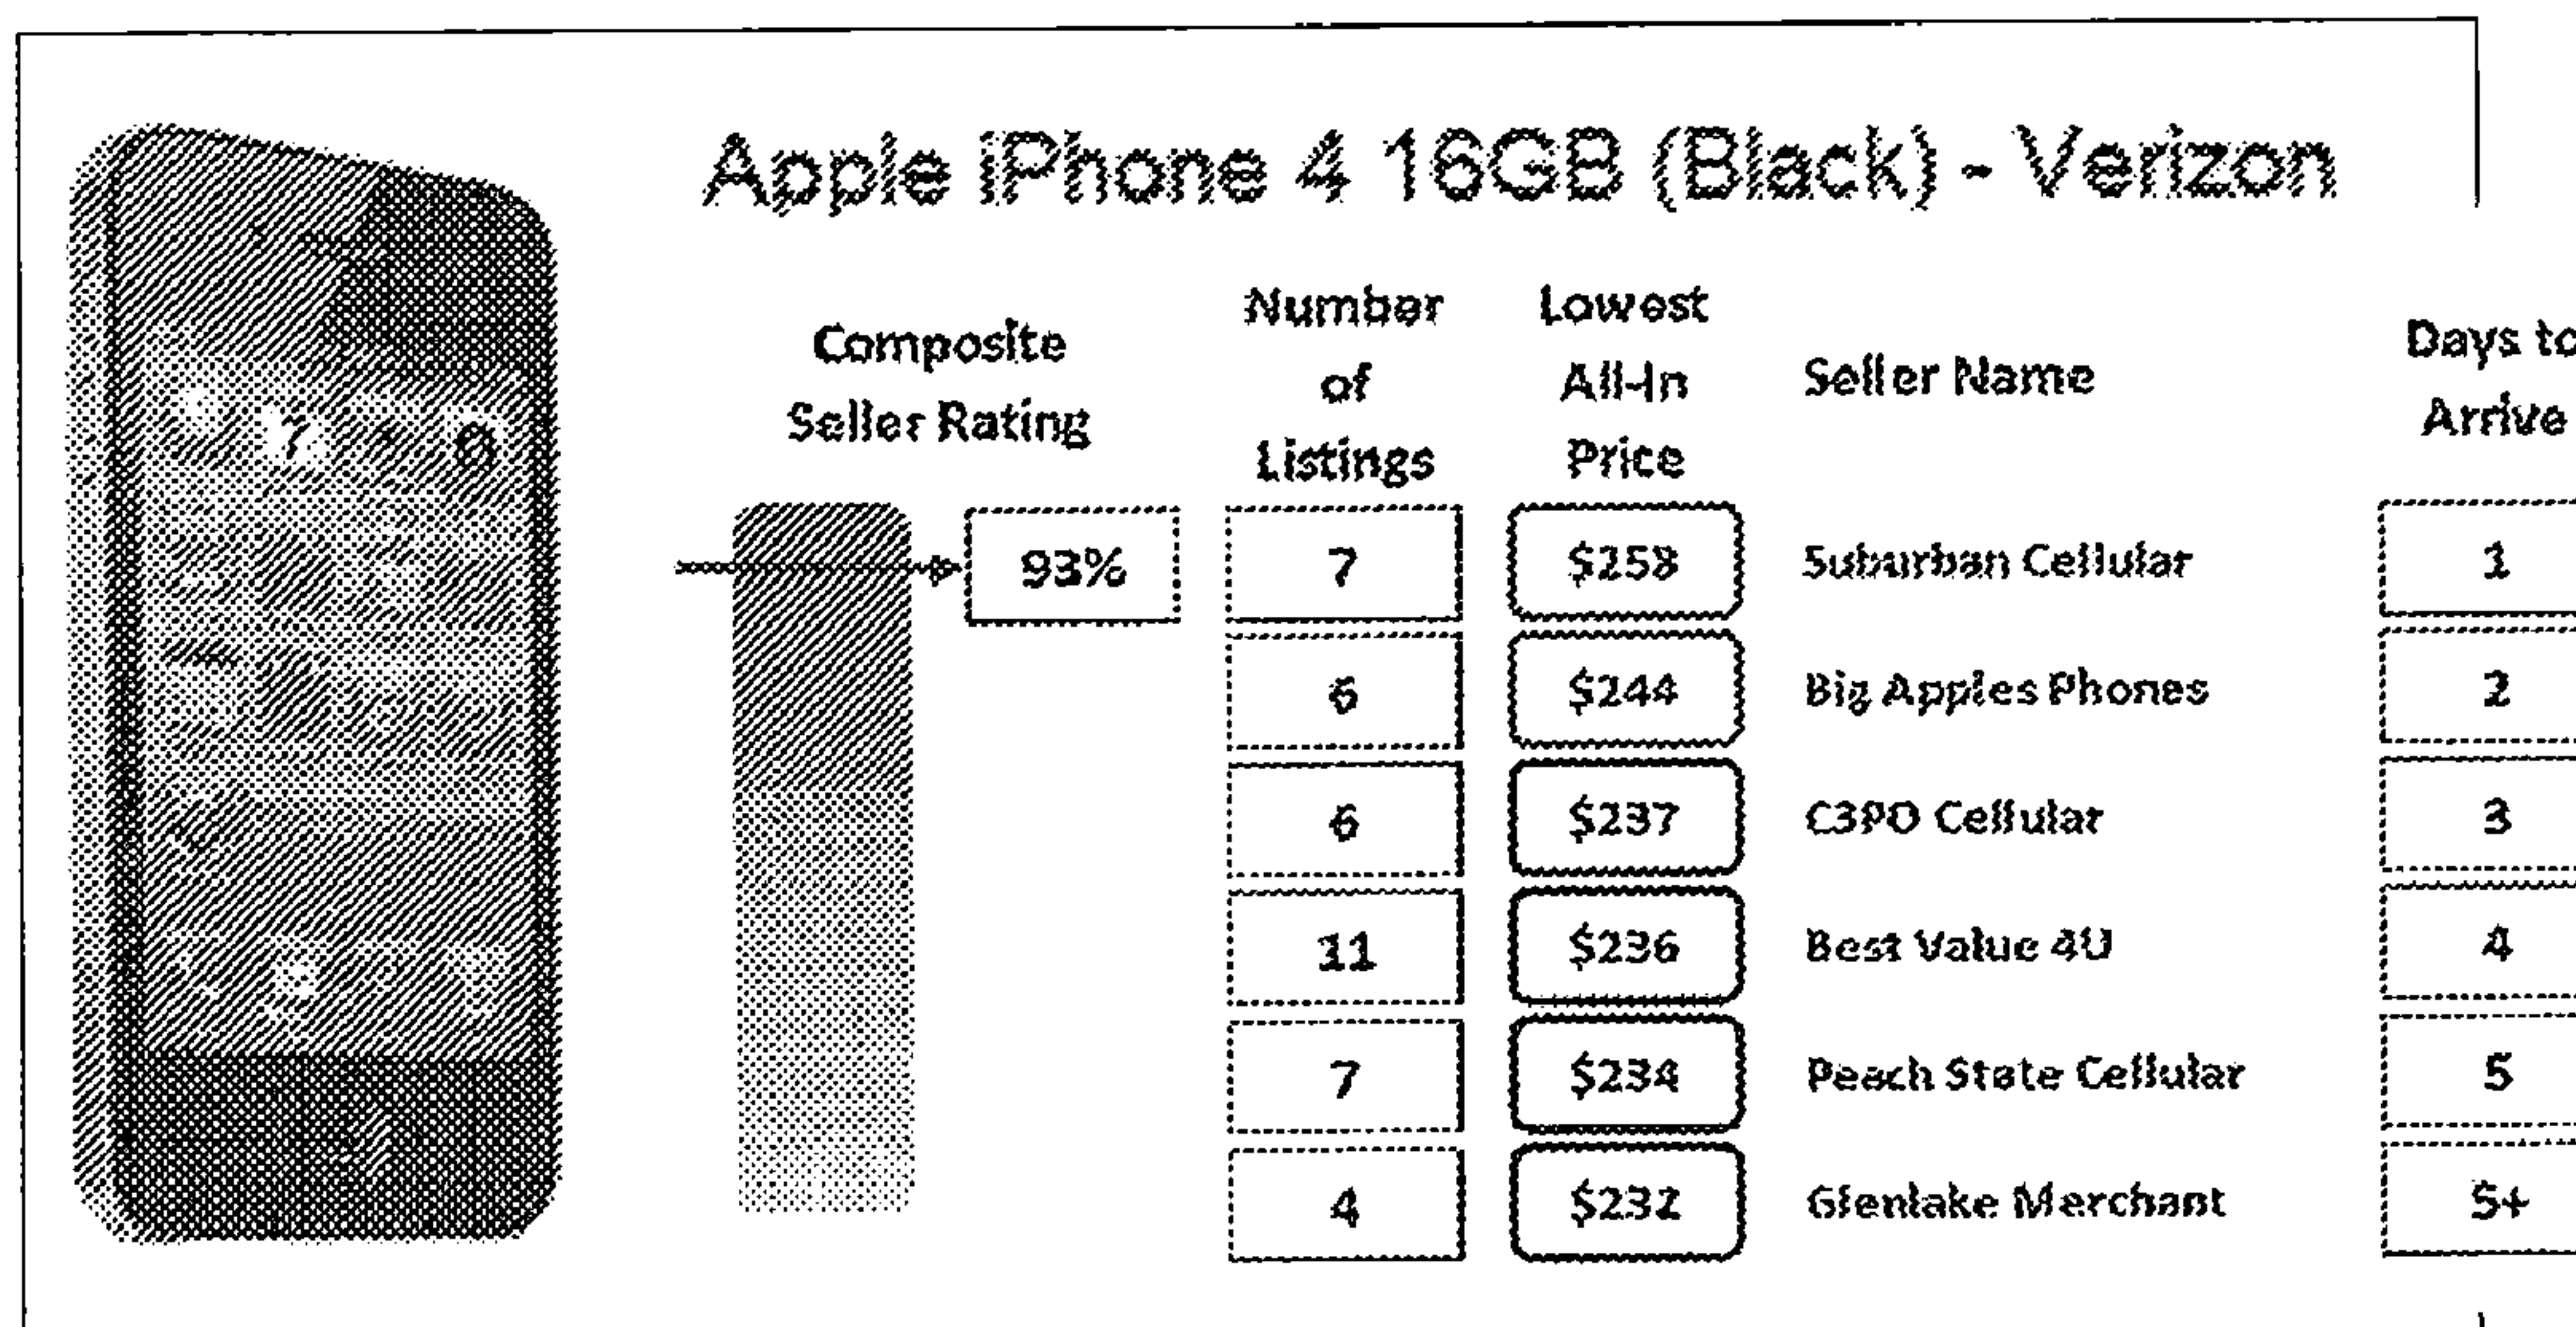 Apple iPhone 4 16GB (Black) - Verizon
Composite
Seller Rating
Number
of
Listings
Lowest
All-In
Price
Seller Name
Days to
Arrive
93%
7 $258 Suburban Cellular 1
6 $244 Big Apples Phones 2
6 $237 C3PO Cellular 3
11 $236 Best Value 4U 4
7 $234 Peach State Cellular 5
4 $232 Glenlake Merchant 5+